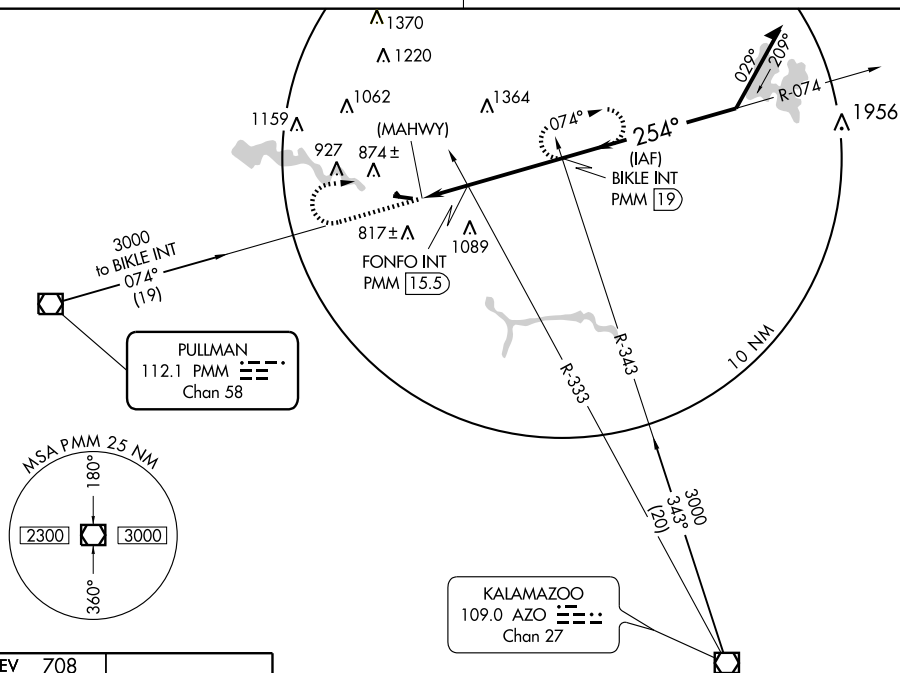 1370
1220
1062
1364
1159
1956
(MAHWY)
927
874±
074°
254°
029°
209°
R-074
(IAF)
BIKLE INT
PMM 19
817±
1089
FONFO INT
PMM 15.5
3000
to BIKLE INT
074°
(19)
PULLMAN
112.1 PMM
Chan 58
R-333
R-343
10 NM
MSA PMM 25 NM
180°
2300
3000
360°
3000
343°
(20)
KALAMAZOO
109.0 AZO
Chan 27
EV 708